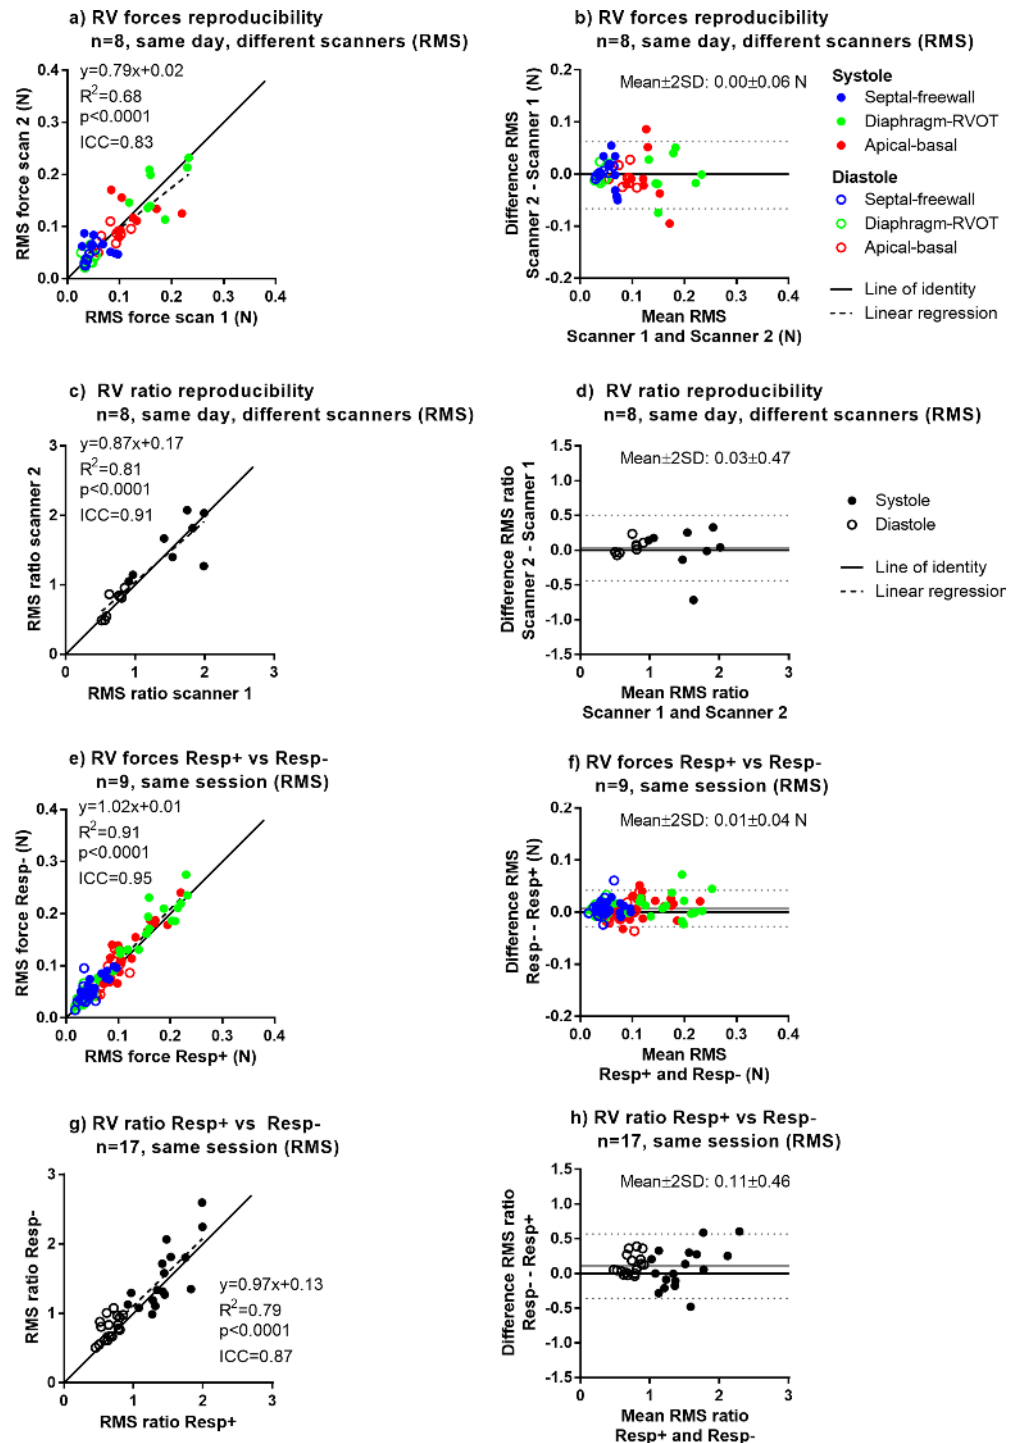 a) RV forces reproducibility
n=8, same day, different scanners (RMS)
y=0.79x+0.02
R²=0.68
p<0.0001
ICC=0.83
0.4
0.3
0.2
0.1
0.0
0.0 0.1 0.2 0.3 0.4
RMS force scan 2 (N)
RMS force scan 1 (N)
b) RV forces reproducibility
n=8, same day, different scanners (RMS)
Mean±2SD: 0.00±0.06 N
0.2
0.1
0.0
-0.1
-0.2
0.0 0.1 0.2 0.3 0.4
Difference RMS
Scanner 2 - Scanner 1 (N)
Mean RMS
Scanner 1 and Scanner 2 (N)
Systole
Septal-freewall
Diaphragm-RVOT
Apical-basal
Diastole
Septal-freewall
Diaphragm-RVOT
Apical-basal
Line of identity
Linear regression
c) RV ratio reproducibility
n=8, same day, different scanners (RMS)
y=0.87x+0.17
R²=0.81
p<0.0001
ICC=0.91
3
2
1
0
0 1 2 3
RMS ratio scanner 2
RMS ratio scanner 1
d) RV ratio reproducibility
n=8, same day, different scanners (RMS)
Mean±2SD: 0.03±0.47
1.5
1.0
0.5
0.0
-0.5
-1.0
-1.5
0 1 2 3
Difference RMS ratio
Scanner 2 - Scanner 1
Mean RMS ratio
Scanner 1 and Scanner 2
Systole
Diastole
Line of identity
Linear regression
e) RV forces Resp+ vs Resp-
n=9, same session (RMS)
y=1.02x+0.01
R²=0.91
p<0.0001
ICC=0.95
0.4
0.3
0.2
0.1
0.0
0.0 0.1 0.2 0.3 0.4
RMS force Resp- (N)
RMS force Resp+ (N)
f) RV forces Resp+ vs Resp-
n=9, same session (RMS)
Mean±2SD: 0.01±0.04 N
0.2
0.1
0.0
-0.1
-0.2
0.0 0.1 0.2 0.3 0.4
Difference RMS
Resp- - Resp+ (N)
Mean RMS
Resp+ and Resp- (N)
g) RV ratio Resp+ vs Resp-
n=17, same session (RMS)
y=0.97x+0.13
R²=0.79
p<0.0001
ICC=0.87
3
2
1
0
0 1 2 3
RMS ratio Resp-
RMS ratio Resp+
h) RV ratio Resp+ vs Resp-
n=17, same session (RMS)
Mean±2SD: 0.11±0.46
1.5
1.0
0.5
0.0
-0.5
-1.0
-1.5
0 1 2 3
Difference RMS ratio
Resp- - Resp+
Mean RMS ratio
Resp+ and Resp-